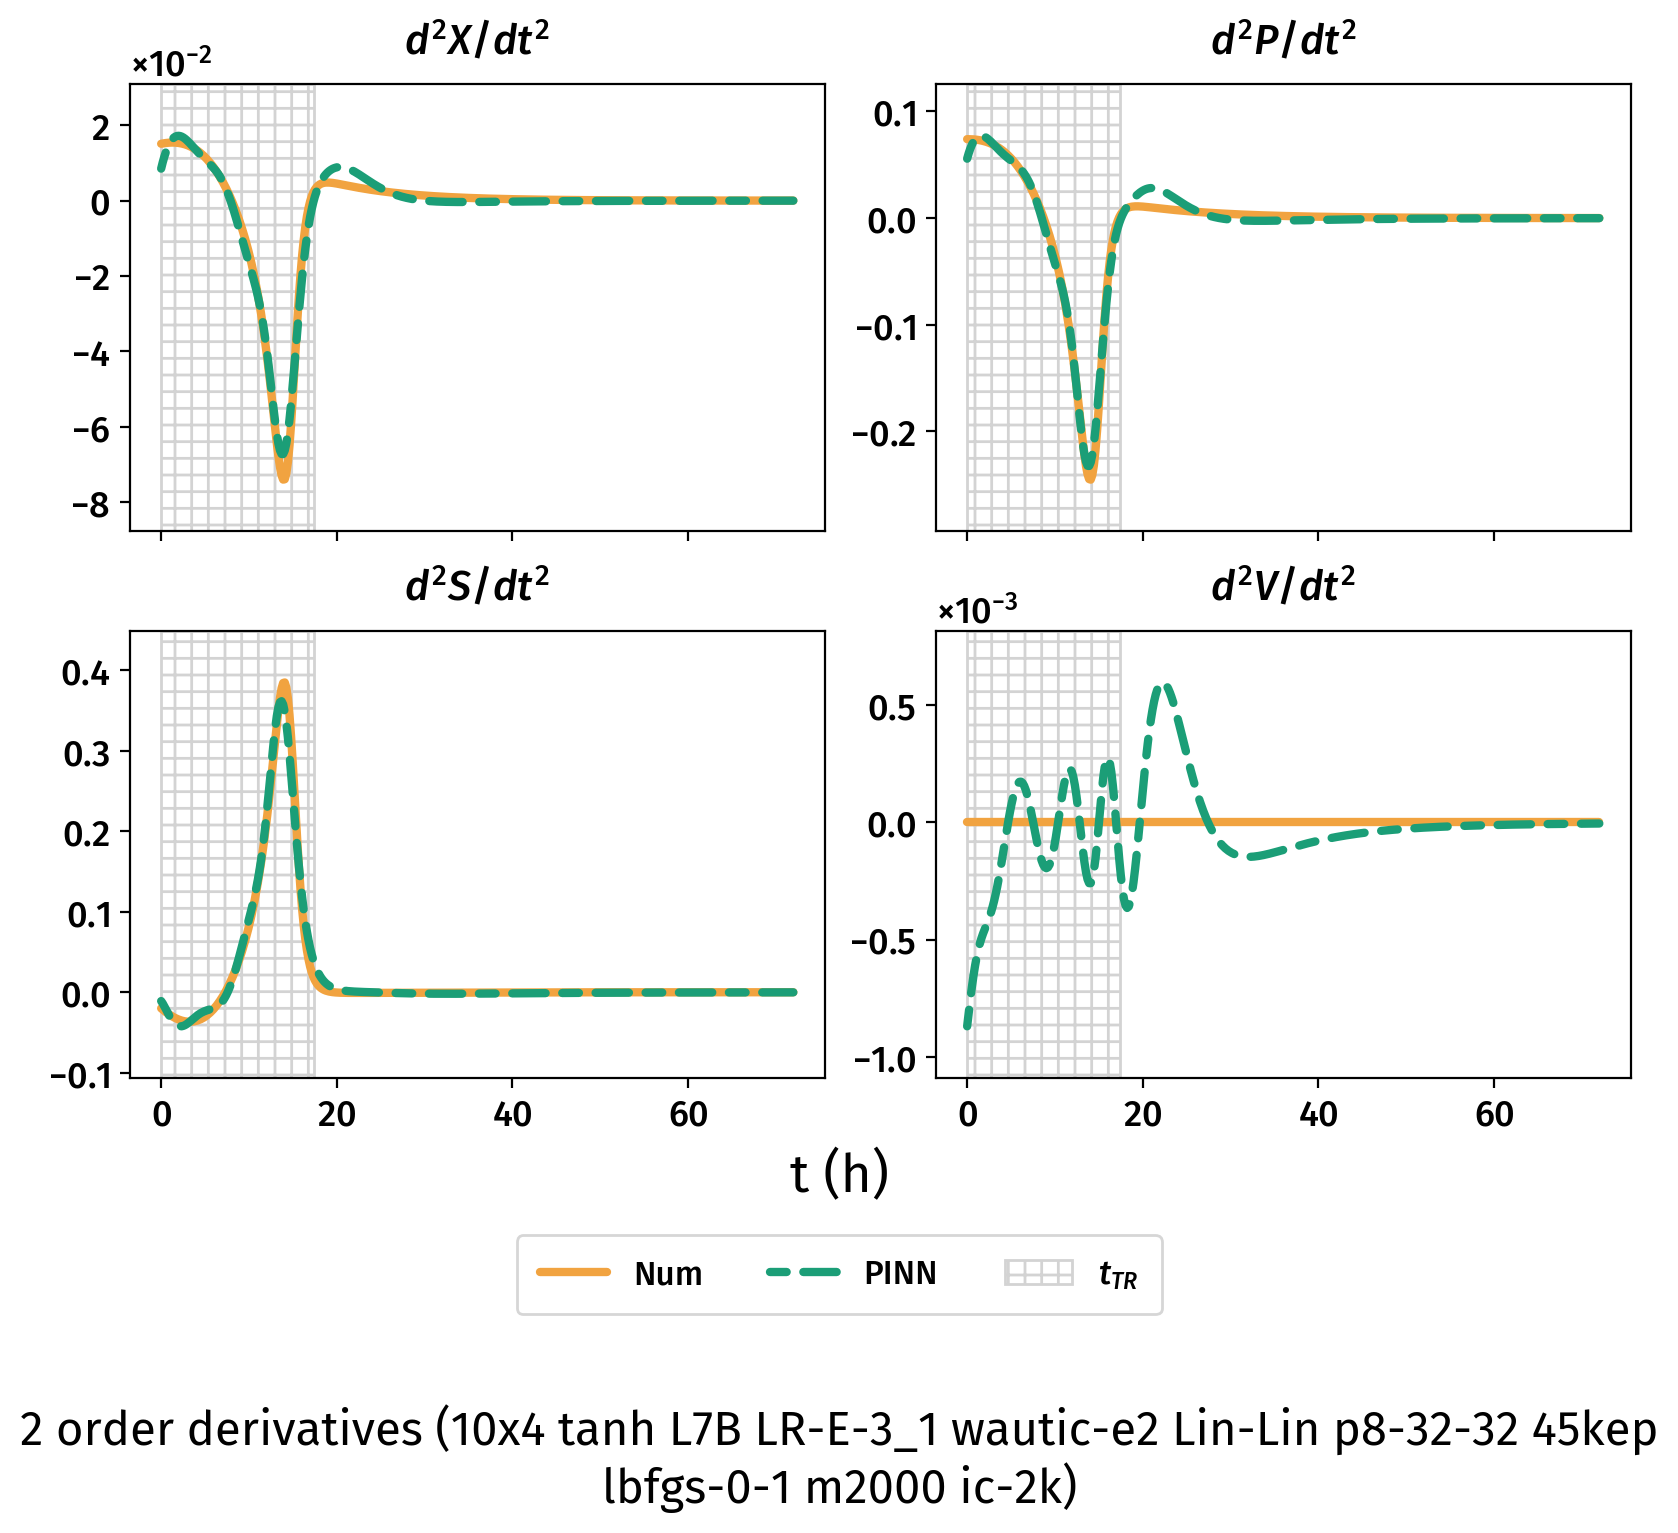 d²X/dt²
×10⁻²
2
0
−2
−4
−6
−8
d²P/dt²
0.1
0.0
−0.1
−0.2
d²S/dt²
0.4
0.3
0.2
0.1
0.0
−0.1
0 20 40 60
d²V/dt²
×10⁻³
0.5
0.0
−0.5
−1.0
0 20 40 60
t (h)
Num PINN t_TR
2 order derivatives (10x4 tanh L7B LR-E-3_1 wautic-e2 Lin-Lin p8-32-32 45kep
lbfgs-0-1 m2000 ic-2k)